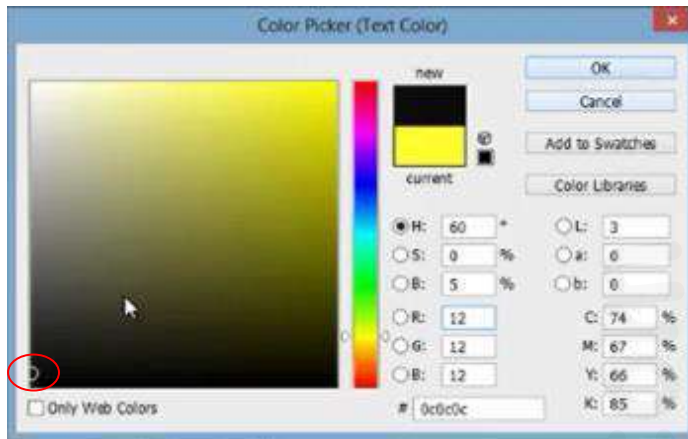 Color Picker (Text Color)
new
current
OK
Cancel
Add to Swatches
Color Libraries
H: 60 °
S: 0 %
B: 5 %
R: 12
G: 12
B: 12
L: 3
a: 0
b: 0
C: 74 %
M: 67 %
Y: 66 %
K: 85 %
Only Web Colors
# 0c0c0c